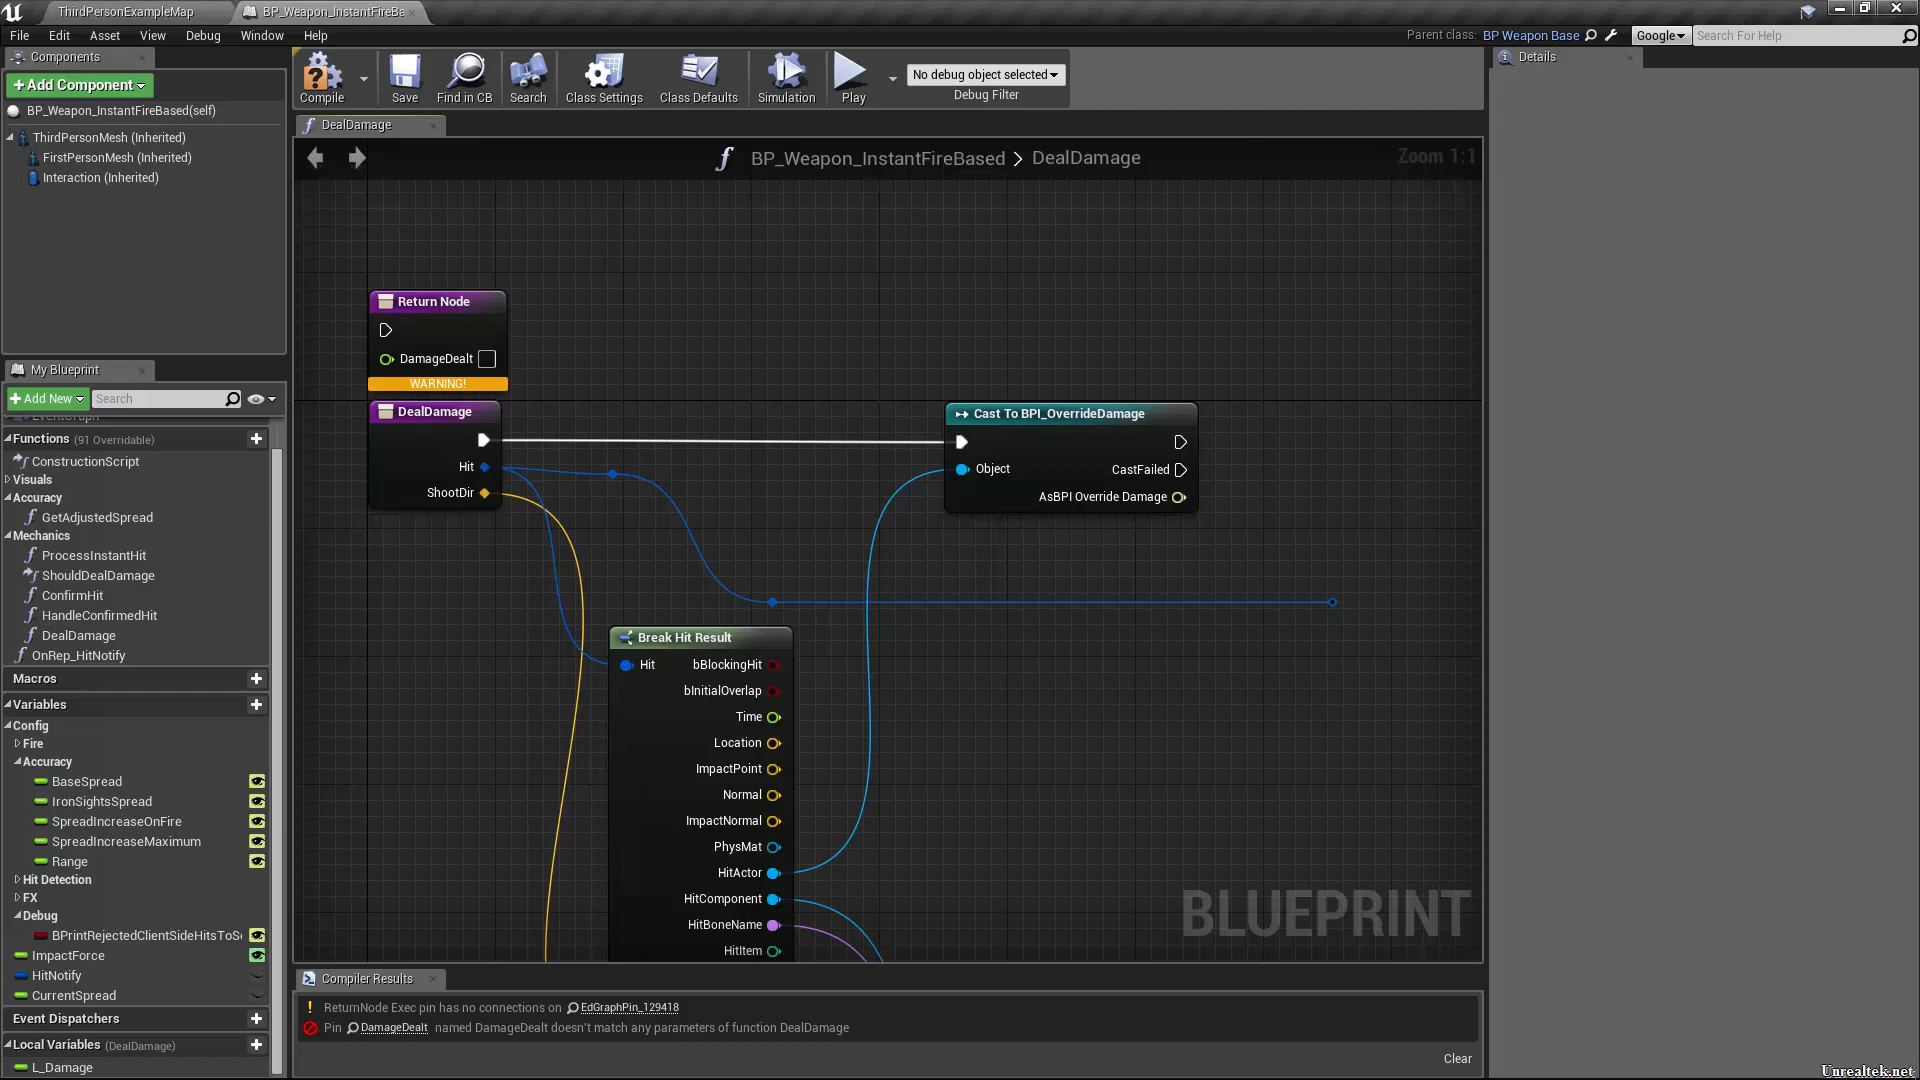 ThirdPersonExampleMap
BP_Weapon_InstantFireBa
File Edit Asset View Debug Window Help
Parent class: BP Weapon Base
Google
Search For Help
Components
Add Component
BP_Weapon_InstantFireBased(self)
ThirdPersonMesh (Inherited)
FirstPersonMesh (Inherited)
Interaction (Inherited)
Compile
Save
Find in CB
Search
Class Settings
Class Defaults
Simulation
Play
No debug object selected
Debug Filter
Details
DealDamage
BP_Weapon_InstantFireBased > DealDamage
Zoom 1:1
Return Node
DamageDealt
WARNING!
DealDamage
Hit
ShootDir
Cast To BPI_OverrideDamage
Object
CastFailed
AsBPI Override Damage
Break Hit Result
Hit
bBlockingHit
bInitialOverlap
Time
Location
ImpactPoint
Normal
ImpactNormal
PhysMat
HitActor
HitComponent
HitBoneName
HitItem
BLUEPRINT
My Blueprint
Add New
Search
EventGraph
Functions (91 Overridable)
ConstructionScript
Visuals
Accuracy
GetAdjustedSpread
Mechanics
ProcessInstantHit
ShouldDealDamage
ConfirmHit
HandleConfirmedHit
DealDamage
OnRep_HitNotify
Macros
Variables
Config
Fire
Accuracy
BaseSpread
IronSightsSpread
SpreadIncreaseOnFire
SpreadIncreaseMaximum
Range
Hit Detection
FX
Debug
BPrintRejectedClientSideHitsToSe
ImpactForce
HitNotify
CurrentSpread
Event Dispatchers
Local Variables (DealDamage)
L_Damage
Compiler Results
ReturnNode Exec pin has no connections on EdGraphPin_129418
Pin DamageDealt named DamageDealt doesn't match any parameters of function DealDamage
Clear
Unrealtek.net